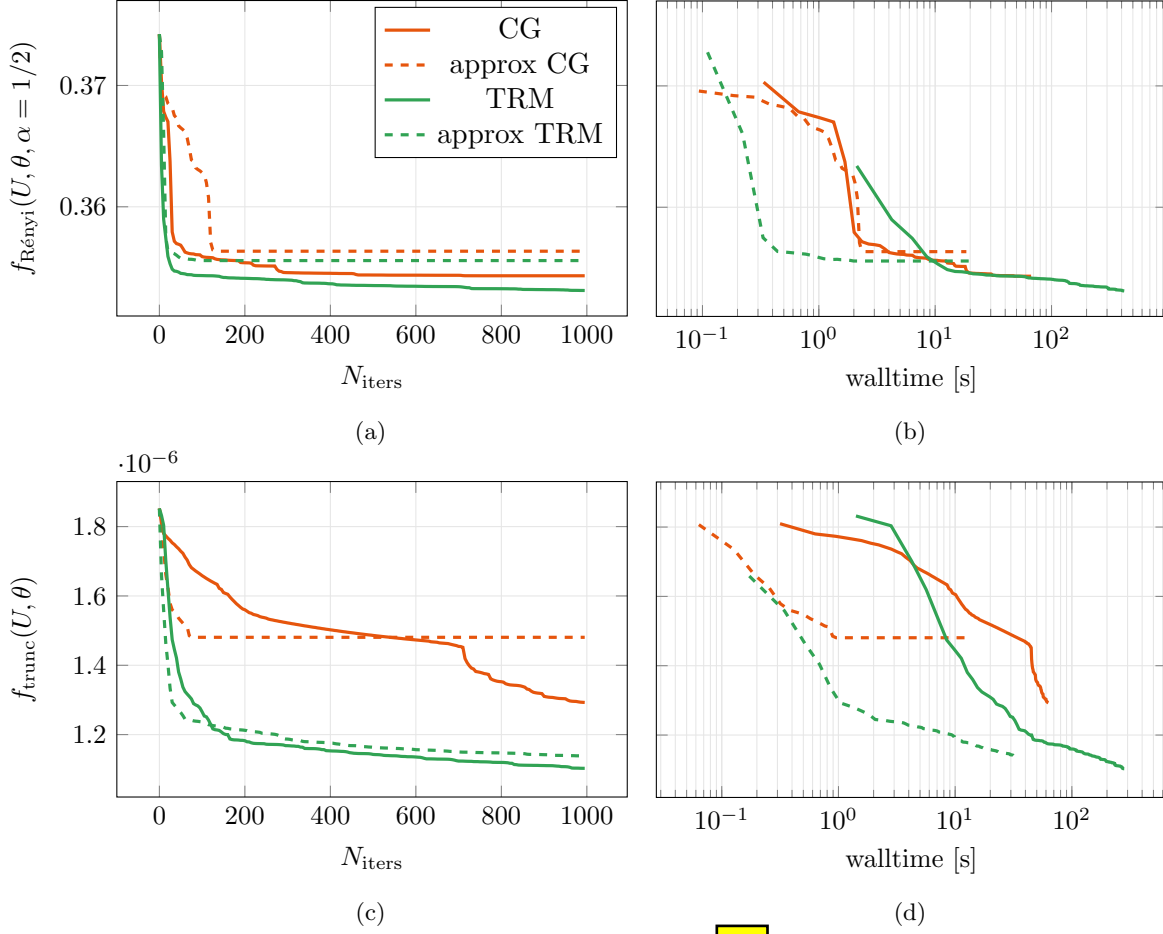 CG
approx CG
TRM
approx TRM
f_Rényi(U, θ, α = 1/2)
0.37
0.36
0 200 400 600 800 1000
N_iters
(a)
10^−1 10^0 10^1 10^2
walltime [s]
(b)
·10^−6
f_trunc(U, θ)
1.8
1.6
1.4
1.2
0 200 400 600 800 1000
N_iters
(c)
10^−1 10^0 10^1 10^2
walltime [s]
(d)